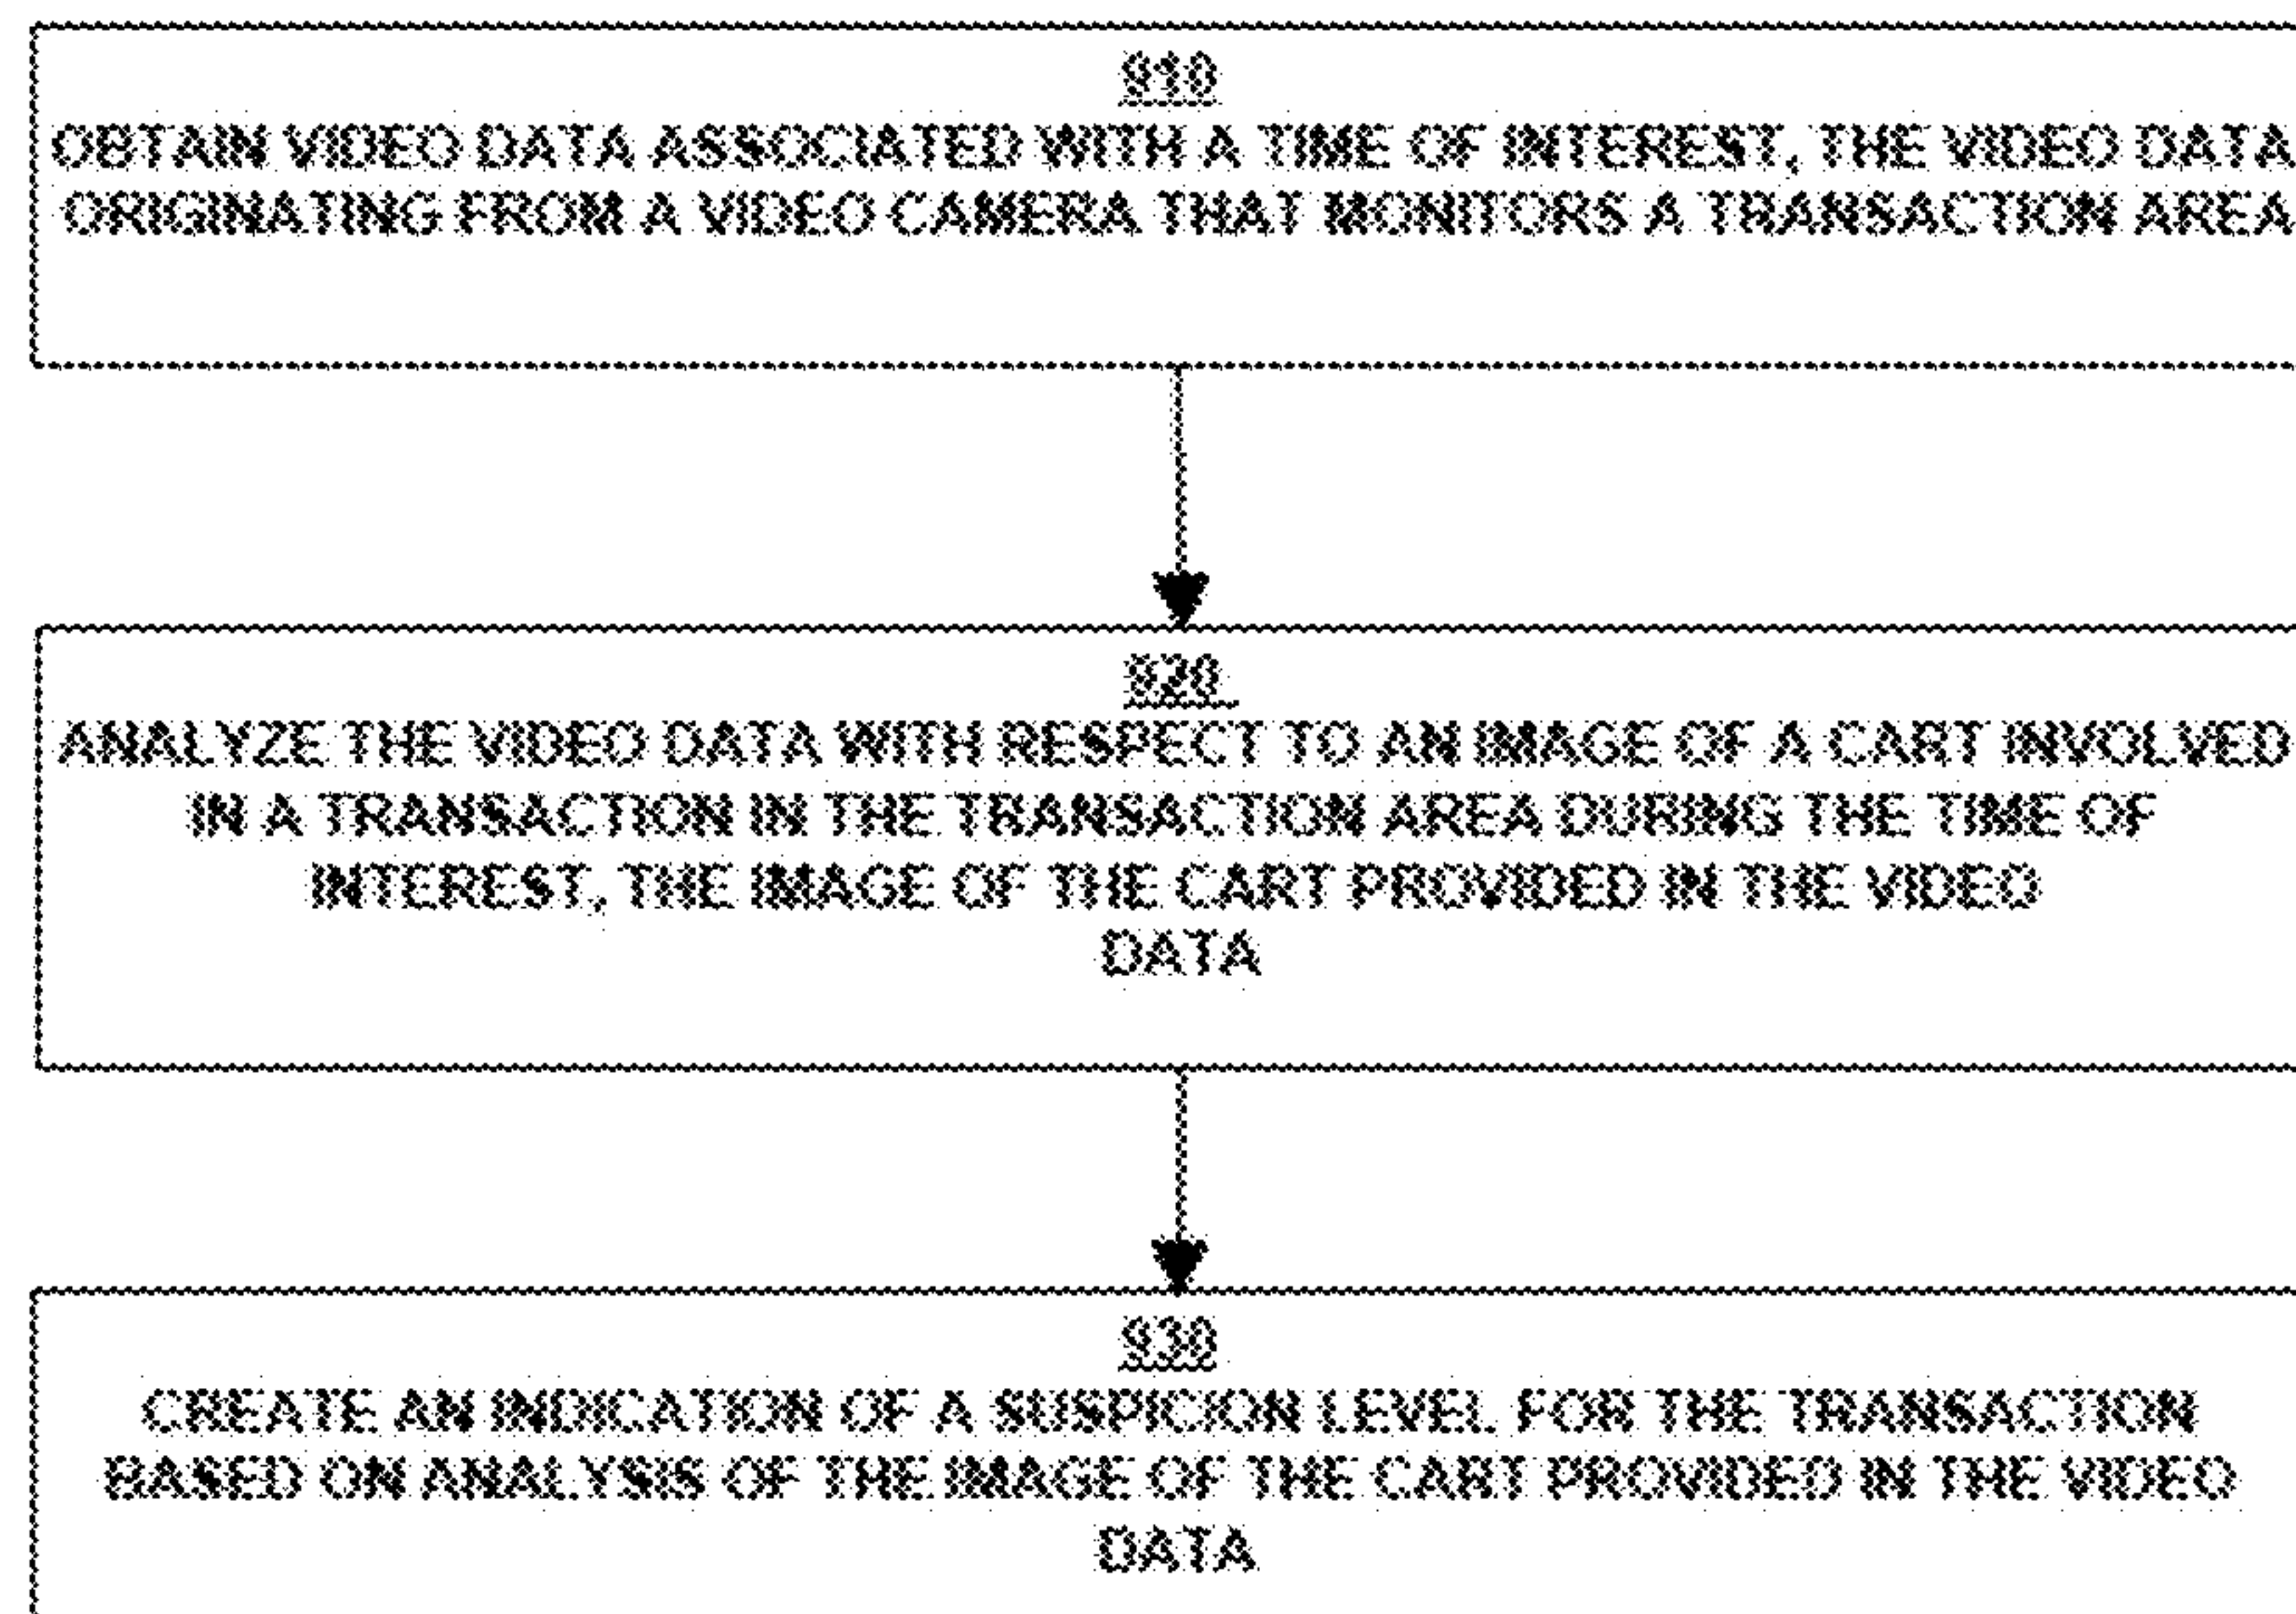 910
OBTAIN VIDEO DATA ASSOCIATED WITH A TIME OF INTEREST, THE VIDEO DATA
ORIGINATING FROM A VIDEO CAMERA THAT MONITORS A TRANSACTION AREA
920
ANALYZE THE VIDEO DATA WITH RESPECT TO AN IMAGE OF A CART INVOLVED
IN A TRANSACTION IN THE TRANSACTION AREA DURING THE TIME OF
INTEREST, THE IMAGE OF THE CART PROVIDED IN THE VIDEO
DATA
930
CREATE AN INDICATION OF A SUSPICION LEVEL FOR THE TRANSACTION
BASED ON ANALYSIS OF THE IMAGE OF THE CART PROVIDED IN THE VIDEO
DATA